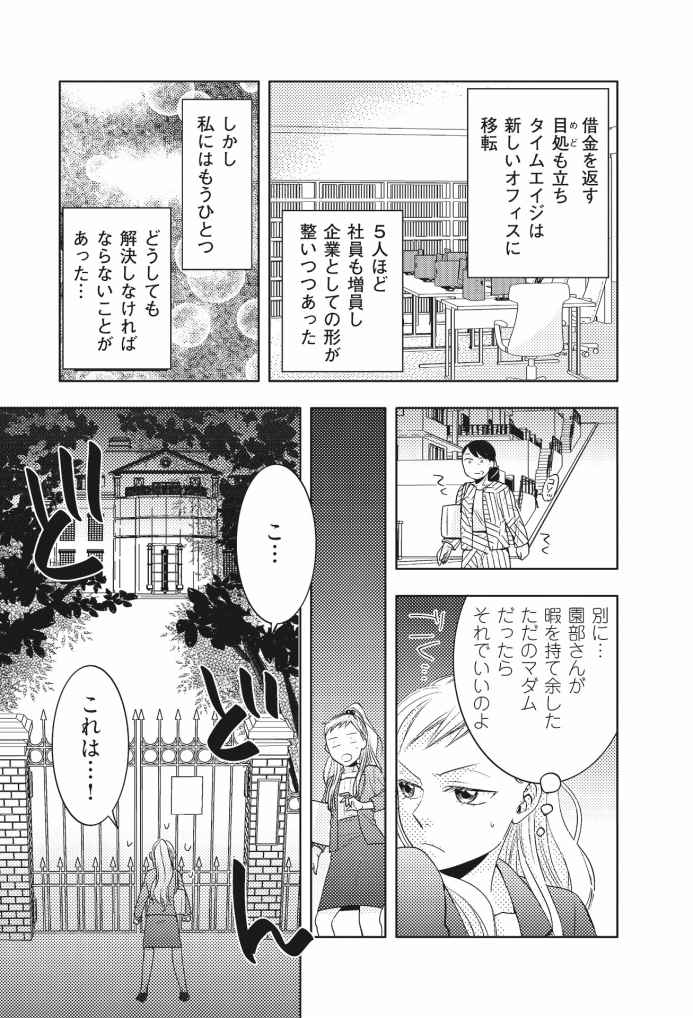 借金を返す
目処も立ち
めど
タイムエイジは
新しいオフィスに
移転
5人ほど
社員も増員し
企業としての形が
整いつつあった
しかし
私にはもうひとつ
どうしても
解決しなければ
ならないことが
あった…
別に…
園部さんが
暇を持て余した
ただのマダム
だったら
それでいいのよ
こ…
これは…!
どどん